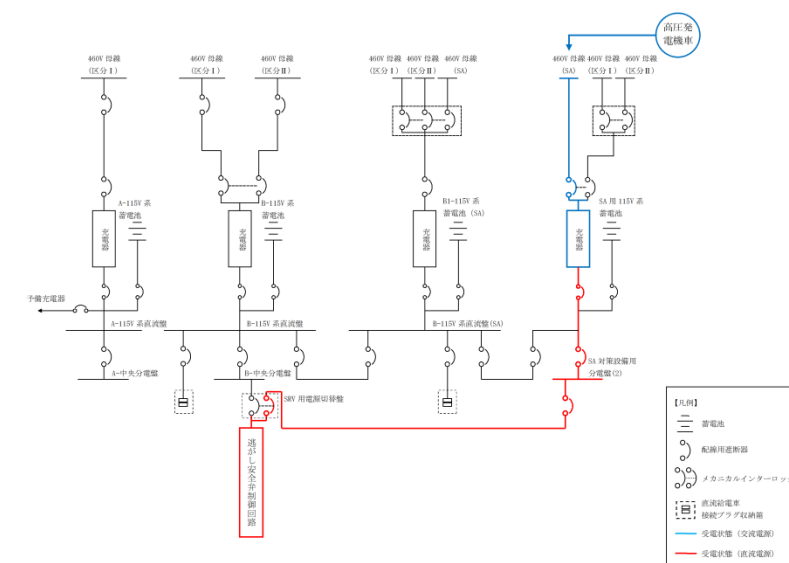 高圧発
電機車
460V 母線
(区分Ⅰ)
460V 母線
(区分Ⅰ)
460V 母線
(区分Ⅱ)
460V 母線
(区分Ⅰ)
460V 母線
(区分Ⅱ)
460V 母線
(SA)
460V 母線
(SA)
460V 母線
(区分Ⅰ)
460V 母線
(区分Ⅱ)
A-115V 系
蓄電池
B-115V 系
蓄電池
B1-115V 系
蓄電池 (SA)
SA 用 115V 系
蓄電池
充電器
充電器
充電器
充電器
予備充電器
A-115V 系直流盤
B-115V 系直流盤
B-115V 系直流盤(SA)
A-中央分電盤
B-中央分電盤
SA 対策設備用
分電盤(2)
SRV 用電源切替盤
逃がし安全弁制御回路
【凡例】
蓄電池
配線用遮断器
メカニカルインターロック
直流給電車
接続プラグ収納箱
受電状態 (交流電源)
受電状態 (直流電源)